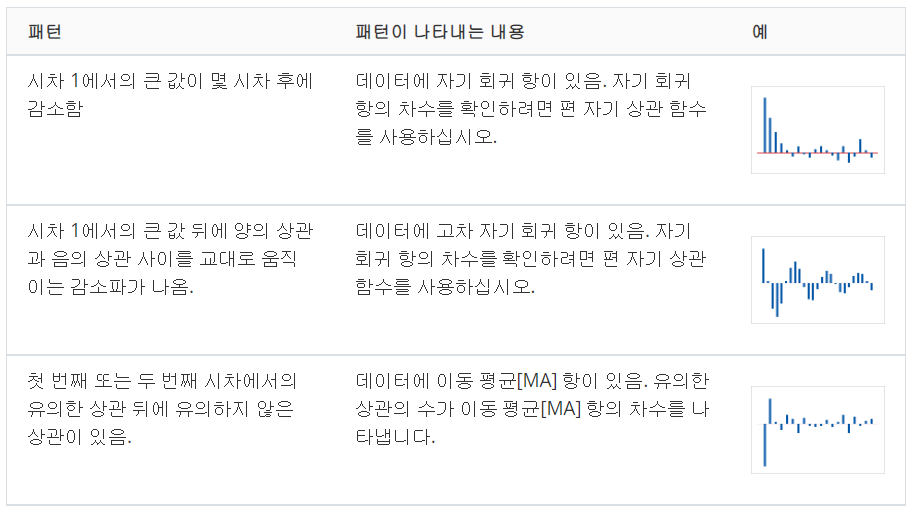 패턴
패턴이 나타내는 내용
예
시차 1에서의 큰 값이 몇 시차 후에
감소함
데이터에 자기 회귀 항이 있음. 자기 회귀
항의 차수를 확인하려면 편 자기 상관 함수
를 사용하십시오.
시차 1에서의 큰 값 뒤에 양의 상관
과 음의 상관 사이를 교대로 움직
이는 감소파가 나옴.
데이터에 고차 자기 회귀 항이 있음. 자기
회귀 항의 차수를 확인하려면 편 자기 상관
함수를 사용하십시오.
첫 번째 또는 두 번째 시차에서의
유의한 상관 뒤에 유의하지 않은
상관이 있음.
데이터에 이동 평균[MA] 항이 있음. 유의한
상관의 수가 이동 평균[MA] 항의 차수를 나
타냅니다.